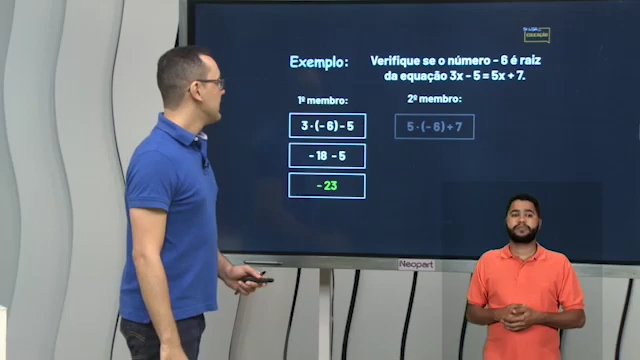 EDUCAÇÃO
Exemplo:
Verifique se o número - 6 é raiz
da equação 3x - 5 = 5x + 7.
1º membro:
2º membro:
3 · (- 6) - 5
5 · (- 6) + 7
- 18 - 5
- 23
Neopart